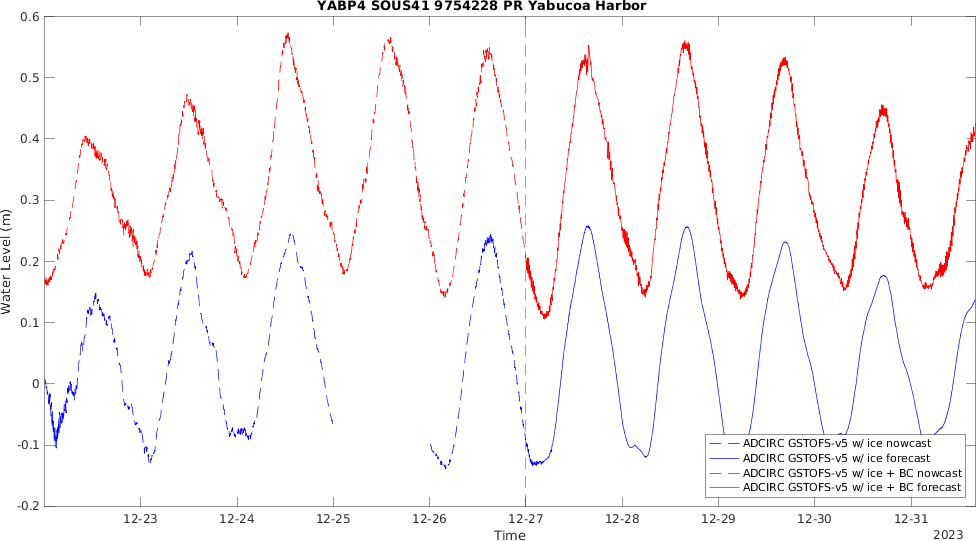 YABP4 SOUS41 9754228 PR Yabucoa Harbor
0.6
0.5
0.4
0.3
0.2
0.1
0
-0.1
-0.2
Water Level (m)
ADCIRC GSTOFS-v5 w/ ice nowcast
ADCIRC GSTOFS-v5 w/ ice forecast
ADCIRC GSTOFS-v5 w/ ice + BC nowcast
ADCIRC GSTOFS-v5 w/ ice + BC forecast
12-23 12-24 12-25 12-26 12-27 12-28 12-29 12-30 12-31
Time 2023